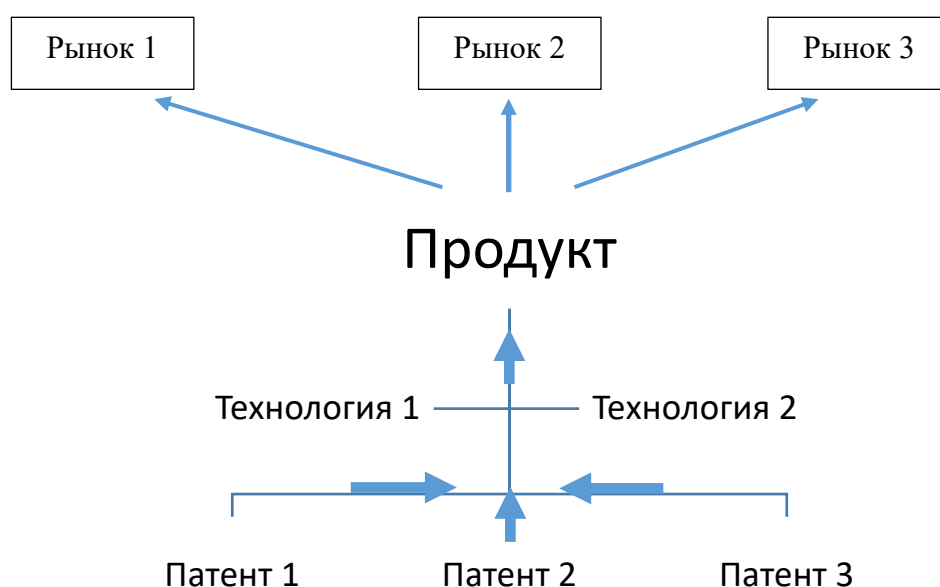 Рынок 1
Рынок 2
Рынок 3
Продукт
Технология 1
Технология 2
Патент 1
Патент 2
Патент 3